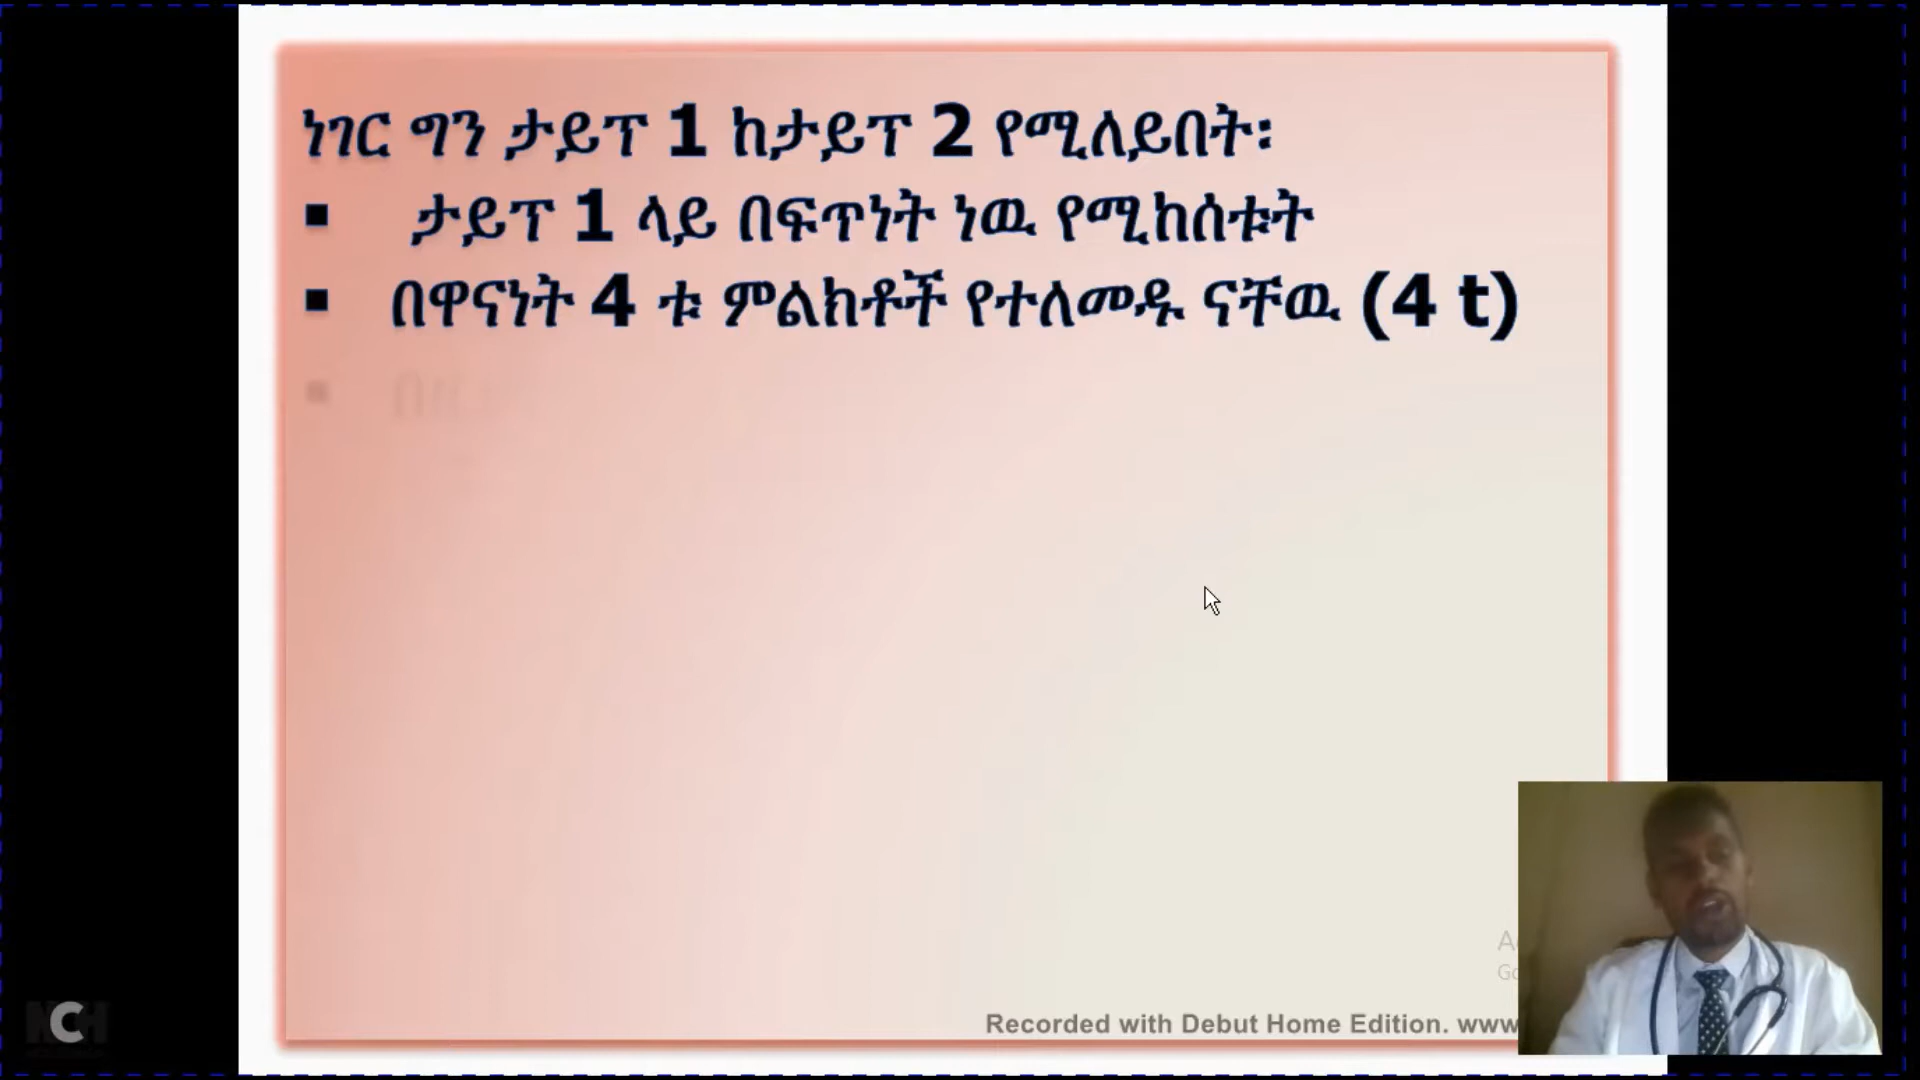 ነገር ግን ታይፕ 1 ከታይፕ 2 የሚለይበት፡
▪ ታይፕ 1 ላይ በፍጥነት ነዉ የሚከሰቱት
▪ በዋናነት 4 ቱ ምልክቶች የተለመዱ ናቸዉ (4 t)
Recorded with Debut Home Edition. www
NCH